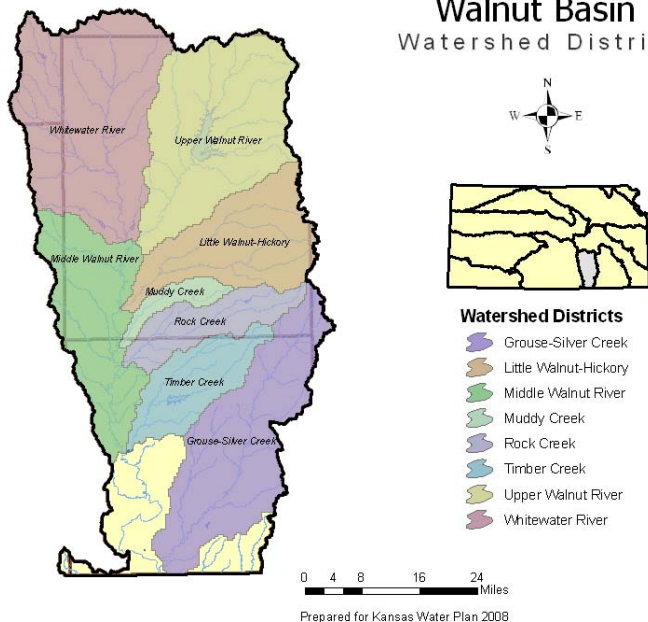 Walnut Basin
Watershed Distri
N
W E
S
Whitewater River
Upper Walnut River
Little Walnut-Hickory
Middle Walnut River
Muddy Creek
Rock Creek
Timber Creek
Grouse-Silver Creek
Watershed Districts
Grouse-Silver Creek
Little Walnut-Hickory
Middle Walnut River
Muddy Creek
Rock Creek
Timber Creek
Upper Walnut River
Whitewater River
0 4 8 16 24
Miles
Prepared for Kansas Water Plan 2008